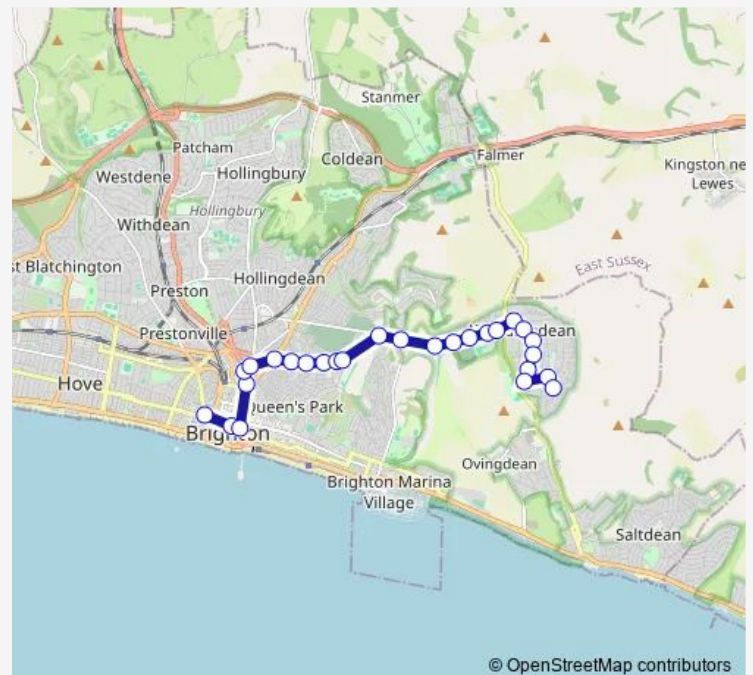 Stanmer
Patcham
Coldean
Falmer
Westdene
Hollingbury
Kingston ne
Lewes
Hollingbury
Withdean
East Sussex
st Blatchington
Hollingdean
Preston
Prestonville
dean
Hove
Queen's Park
Brighton
Ovingdean
Brighton Marina
Village
Saltdean
© OpenStreetMap contributors